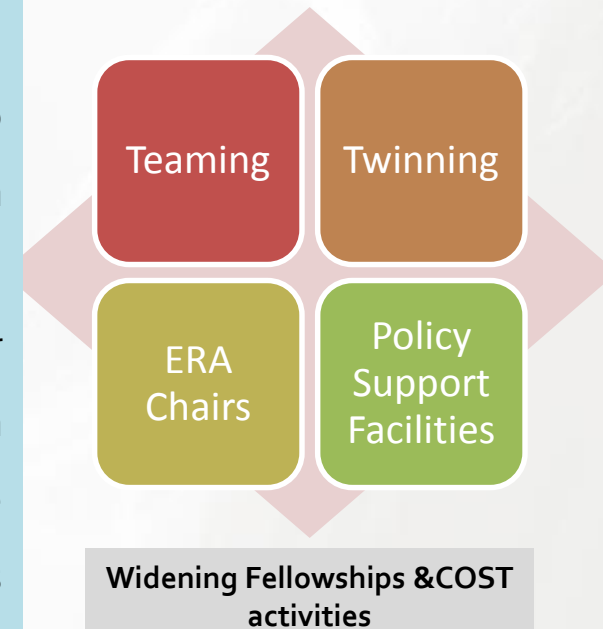 Teaming
Twinning
ERA
Chairs
Policy
Support
Facilities
Widening Fellowships &COST
activities